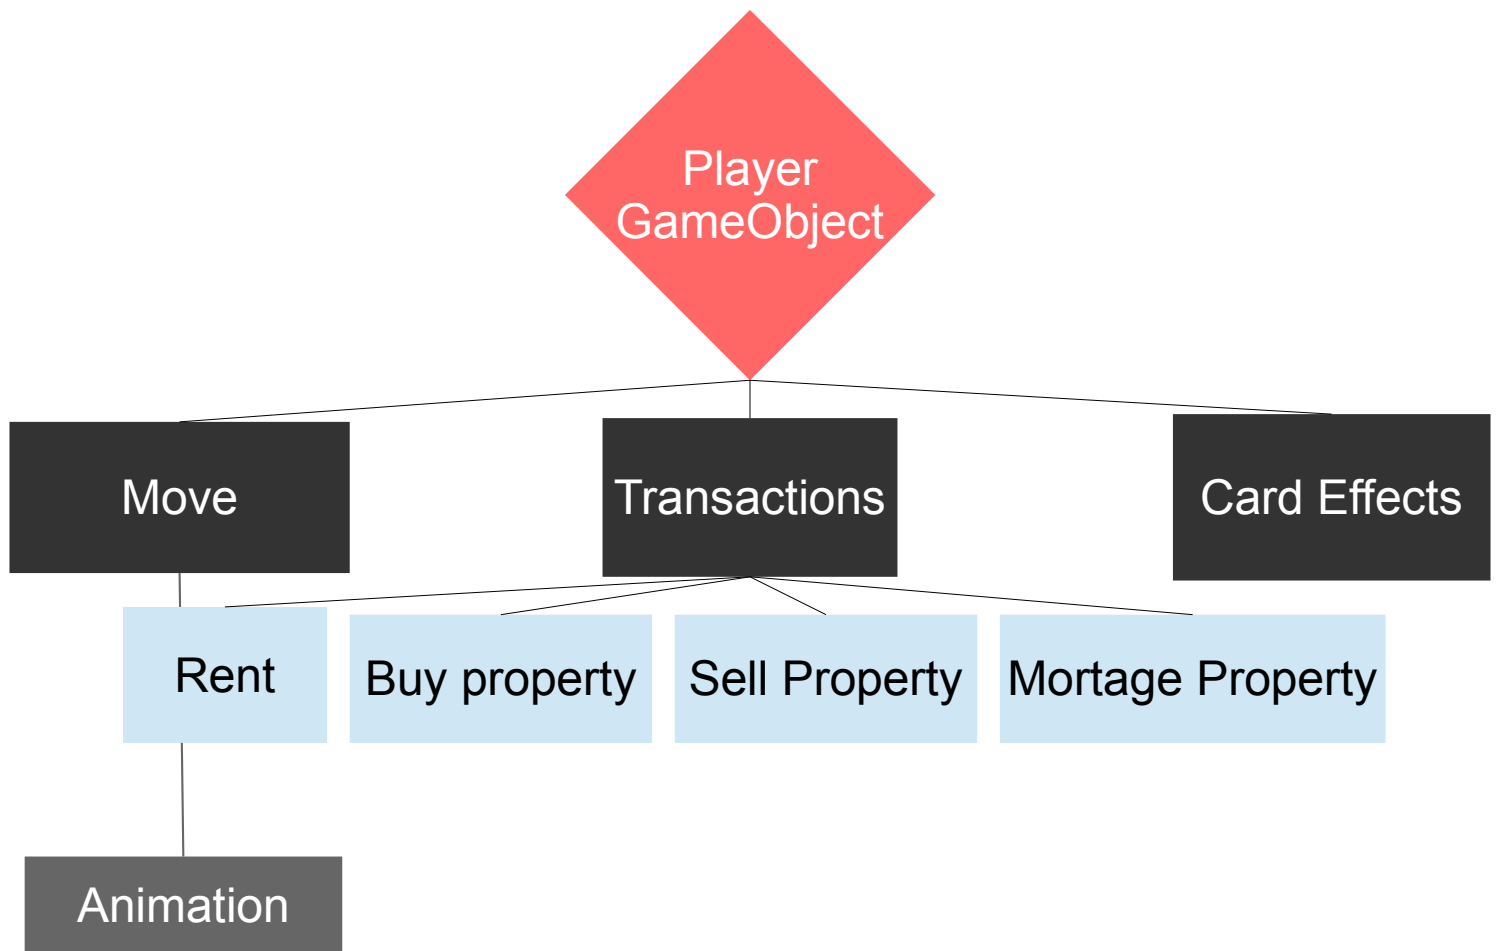 Player
GameObject
Move
Transactions
Card Effects
Rent
Buy property
Sell Property
Mortage Property
Animation